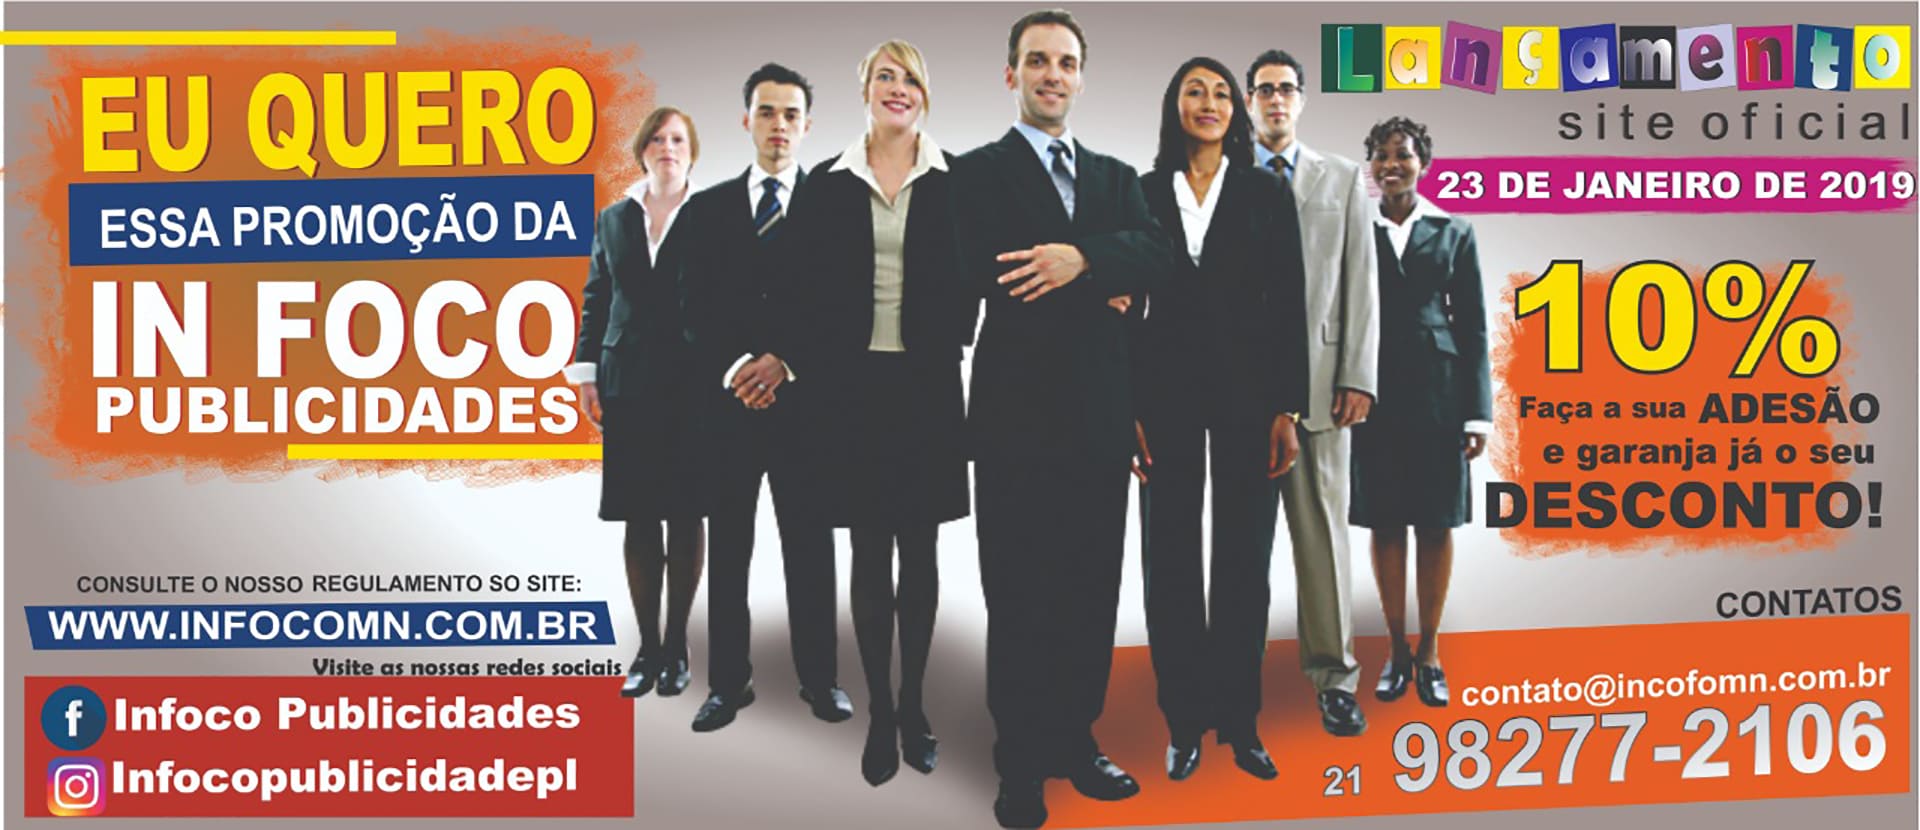 EU QUERO
ESSA PROMOÇÃO DA
IN FOCO
PUBLICIDADES
CONSULTE O NOSSO REGULAMENTO SO SITE:
WWW.INFOCOMN.COM.BR
Visite as nossas redes sociais
f Infoco Publicidades
Infocopublicidadepl
Lançamento
site oficial
23 DE JANEIRO DE 2019
10%
Faça a sua ADESÃO
e garanja já o seu
DESCONTO!
CONTATOS
contato@incofomn.com.br
21 98277-2106